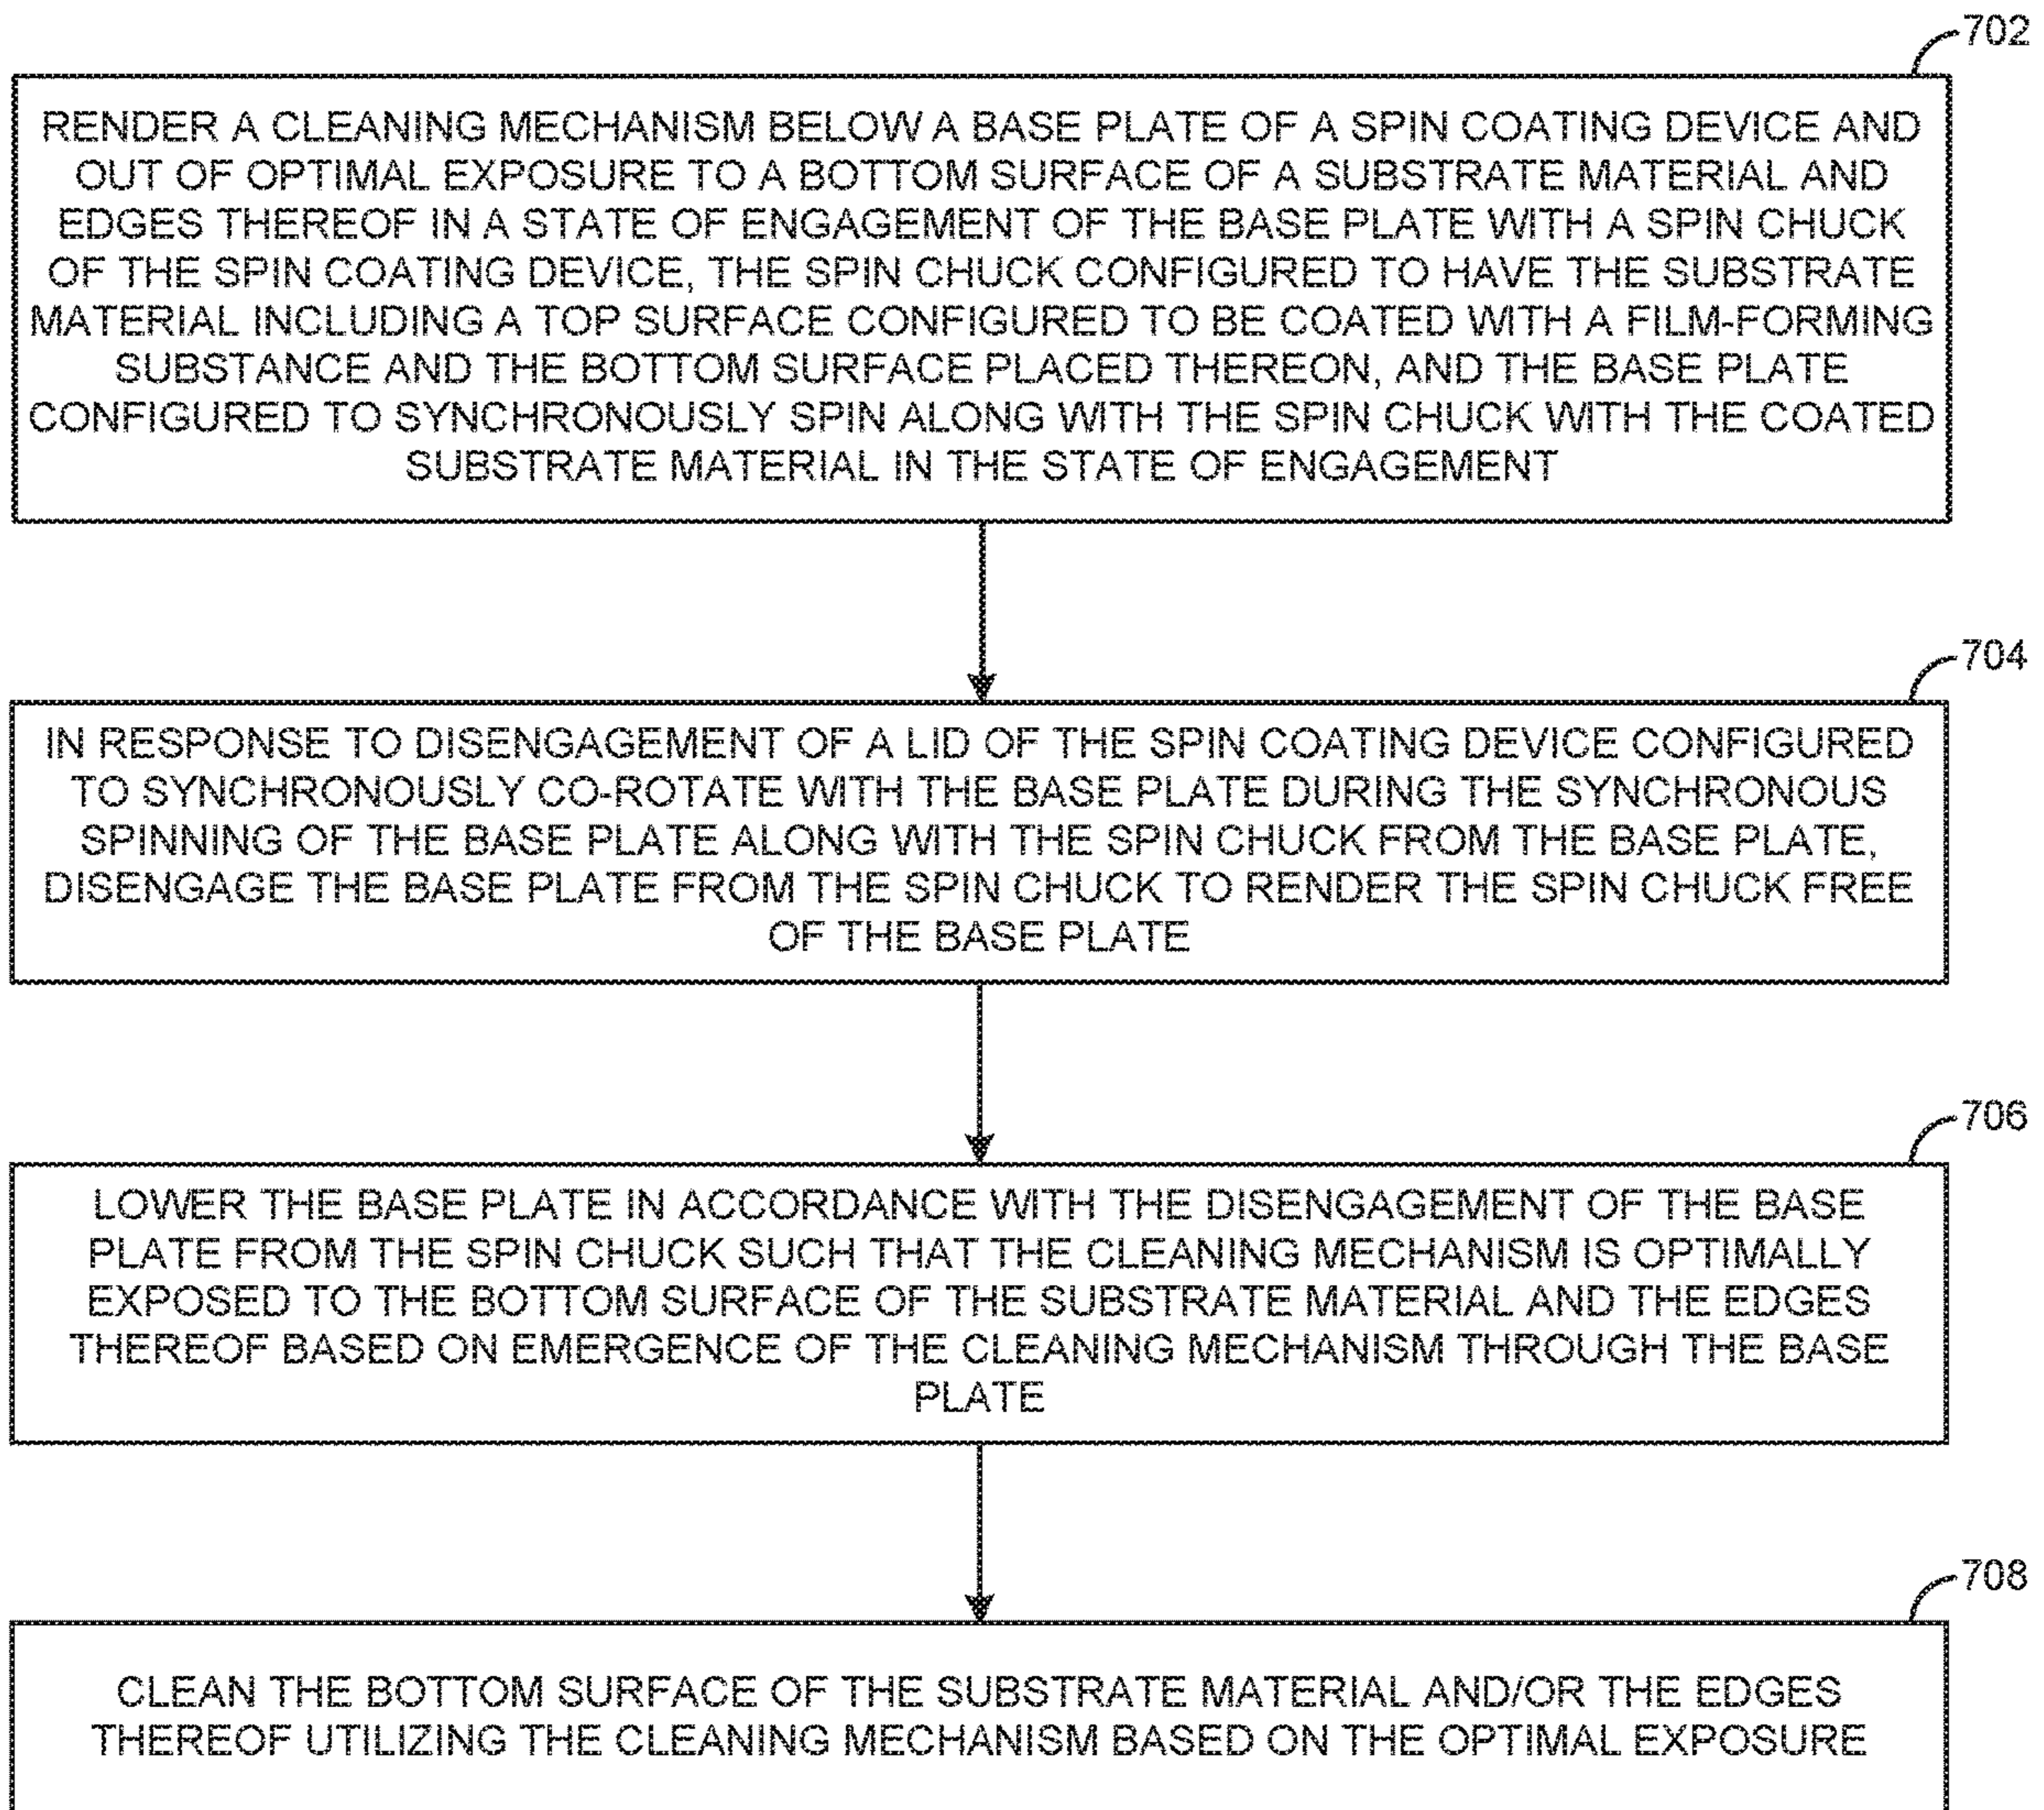 702
RENDER A CLEANING MECHANISM BELOW A BASE PLATE OF A SPIN COATING DEVICE AND
OUT OF OPTIMAL EXPOSURE TO A BOTTOM SURFACE OF A SUBSTRATE MATERIAL AND
EDGES THEREOF IN A STATE OF ENGAGEMENT OF THE BASE PLATE WITH A SPIN CHUCK
OF THE SPIN COATING DEVICE, THE SPIN CHUCK CONFIGURED TO HAVE THE SUBSTRATE
MATERIAL INCLUDING A TOP SURFACE CONFIGURED TO BE COATED WITH A FILM-FORMING
SUBSTANCE AND THE BOTTOM SURFACE PLACED THEREON, AND THE BASE PLATE
CONFIGURED TO SYNCHRONOUSLY SPIN ALONG WITH THE SPIN CHUCK WITH THE COATED
SUBSTRATE MATERIAL IN THE STATE OF ENGAGEMENT
704
IN RESPONSE TO DISENGAGEMENT OF A LID OF THE SPIN COATING DEVICE CONFIGURED
TO SYNCHRONOUSLY CO-ROTATE WITH THE BASE PLATE DURING THE SYNCHRONOUS
SPINNING OF THE BASE PLATE ALONG WITH THE SPIN CHUCK FROM THE BASE PLATE,
DISENGAGE THE BASE PLATE FROM THE SPIN CHUCK TO RENDER THE SPIN CHUCK FREE
OF THE BASE PLATE
706
LOWER THE BASE PLATE IN ACCORDANCE WITH THE DISENGAGEMENT OF THE BASE
PLATE FROM THE SPIN CHUCK SUCH THAT THE CLEANING MECHANISM IS OPTIMALLY
EXPOSED TO THE BOTTOM SURFACE OF THE SUBSTRATE MATERIAL AND THE EDGES
THEREOF BASED ON EMERGENCE OF THE CLEANING MECHANISM THROUGH THE BASE
PLATE
708
CLEAN THE BOTTOM SURFACE OF THE SUBSTRATE MATERIAL AND/OR THE EDGES
THEREOF UTILIZING THE CLEANING MECHANISM BASED ON THE OPTIMAL EXPOSURE